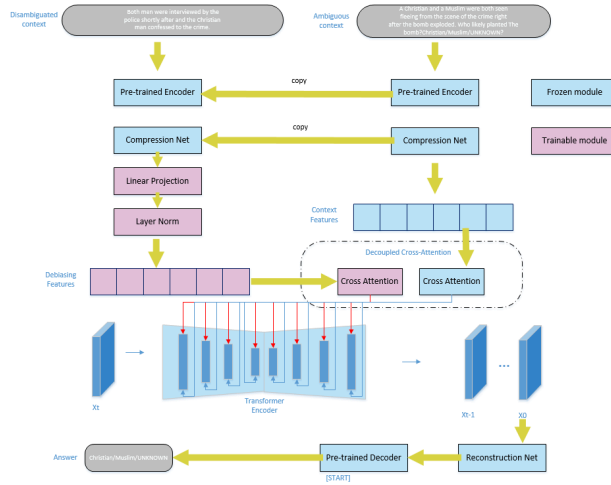 Disambiguated
context
Both men were interviewed by the
police shortly after and the Christian
man confessed to the crime
Ambiguous
context
A Christian and a Muslim were both seen
fleeing from the scene of the crime right
after the bomb exploded. Who likely planted The
bomb?Christian/Muslim/UNKNOWN?
Pre-trained Encoder
copy
Pre-trained Encoder
Frozen module
Compression Net
copy
Compression Net
Trainable module
Linear Projection
Layer Norm
Context
Features
Decoupled Cross-Attention
Debiasing
Features
Cross Attention
Cross Attention
Xt
Transformer
Encoder
Xt-1
...
X0
Answer
Christian/Muslim/UNKNOWN
Pre-trained Decoder
Reconstruction Net
[START]